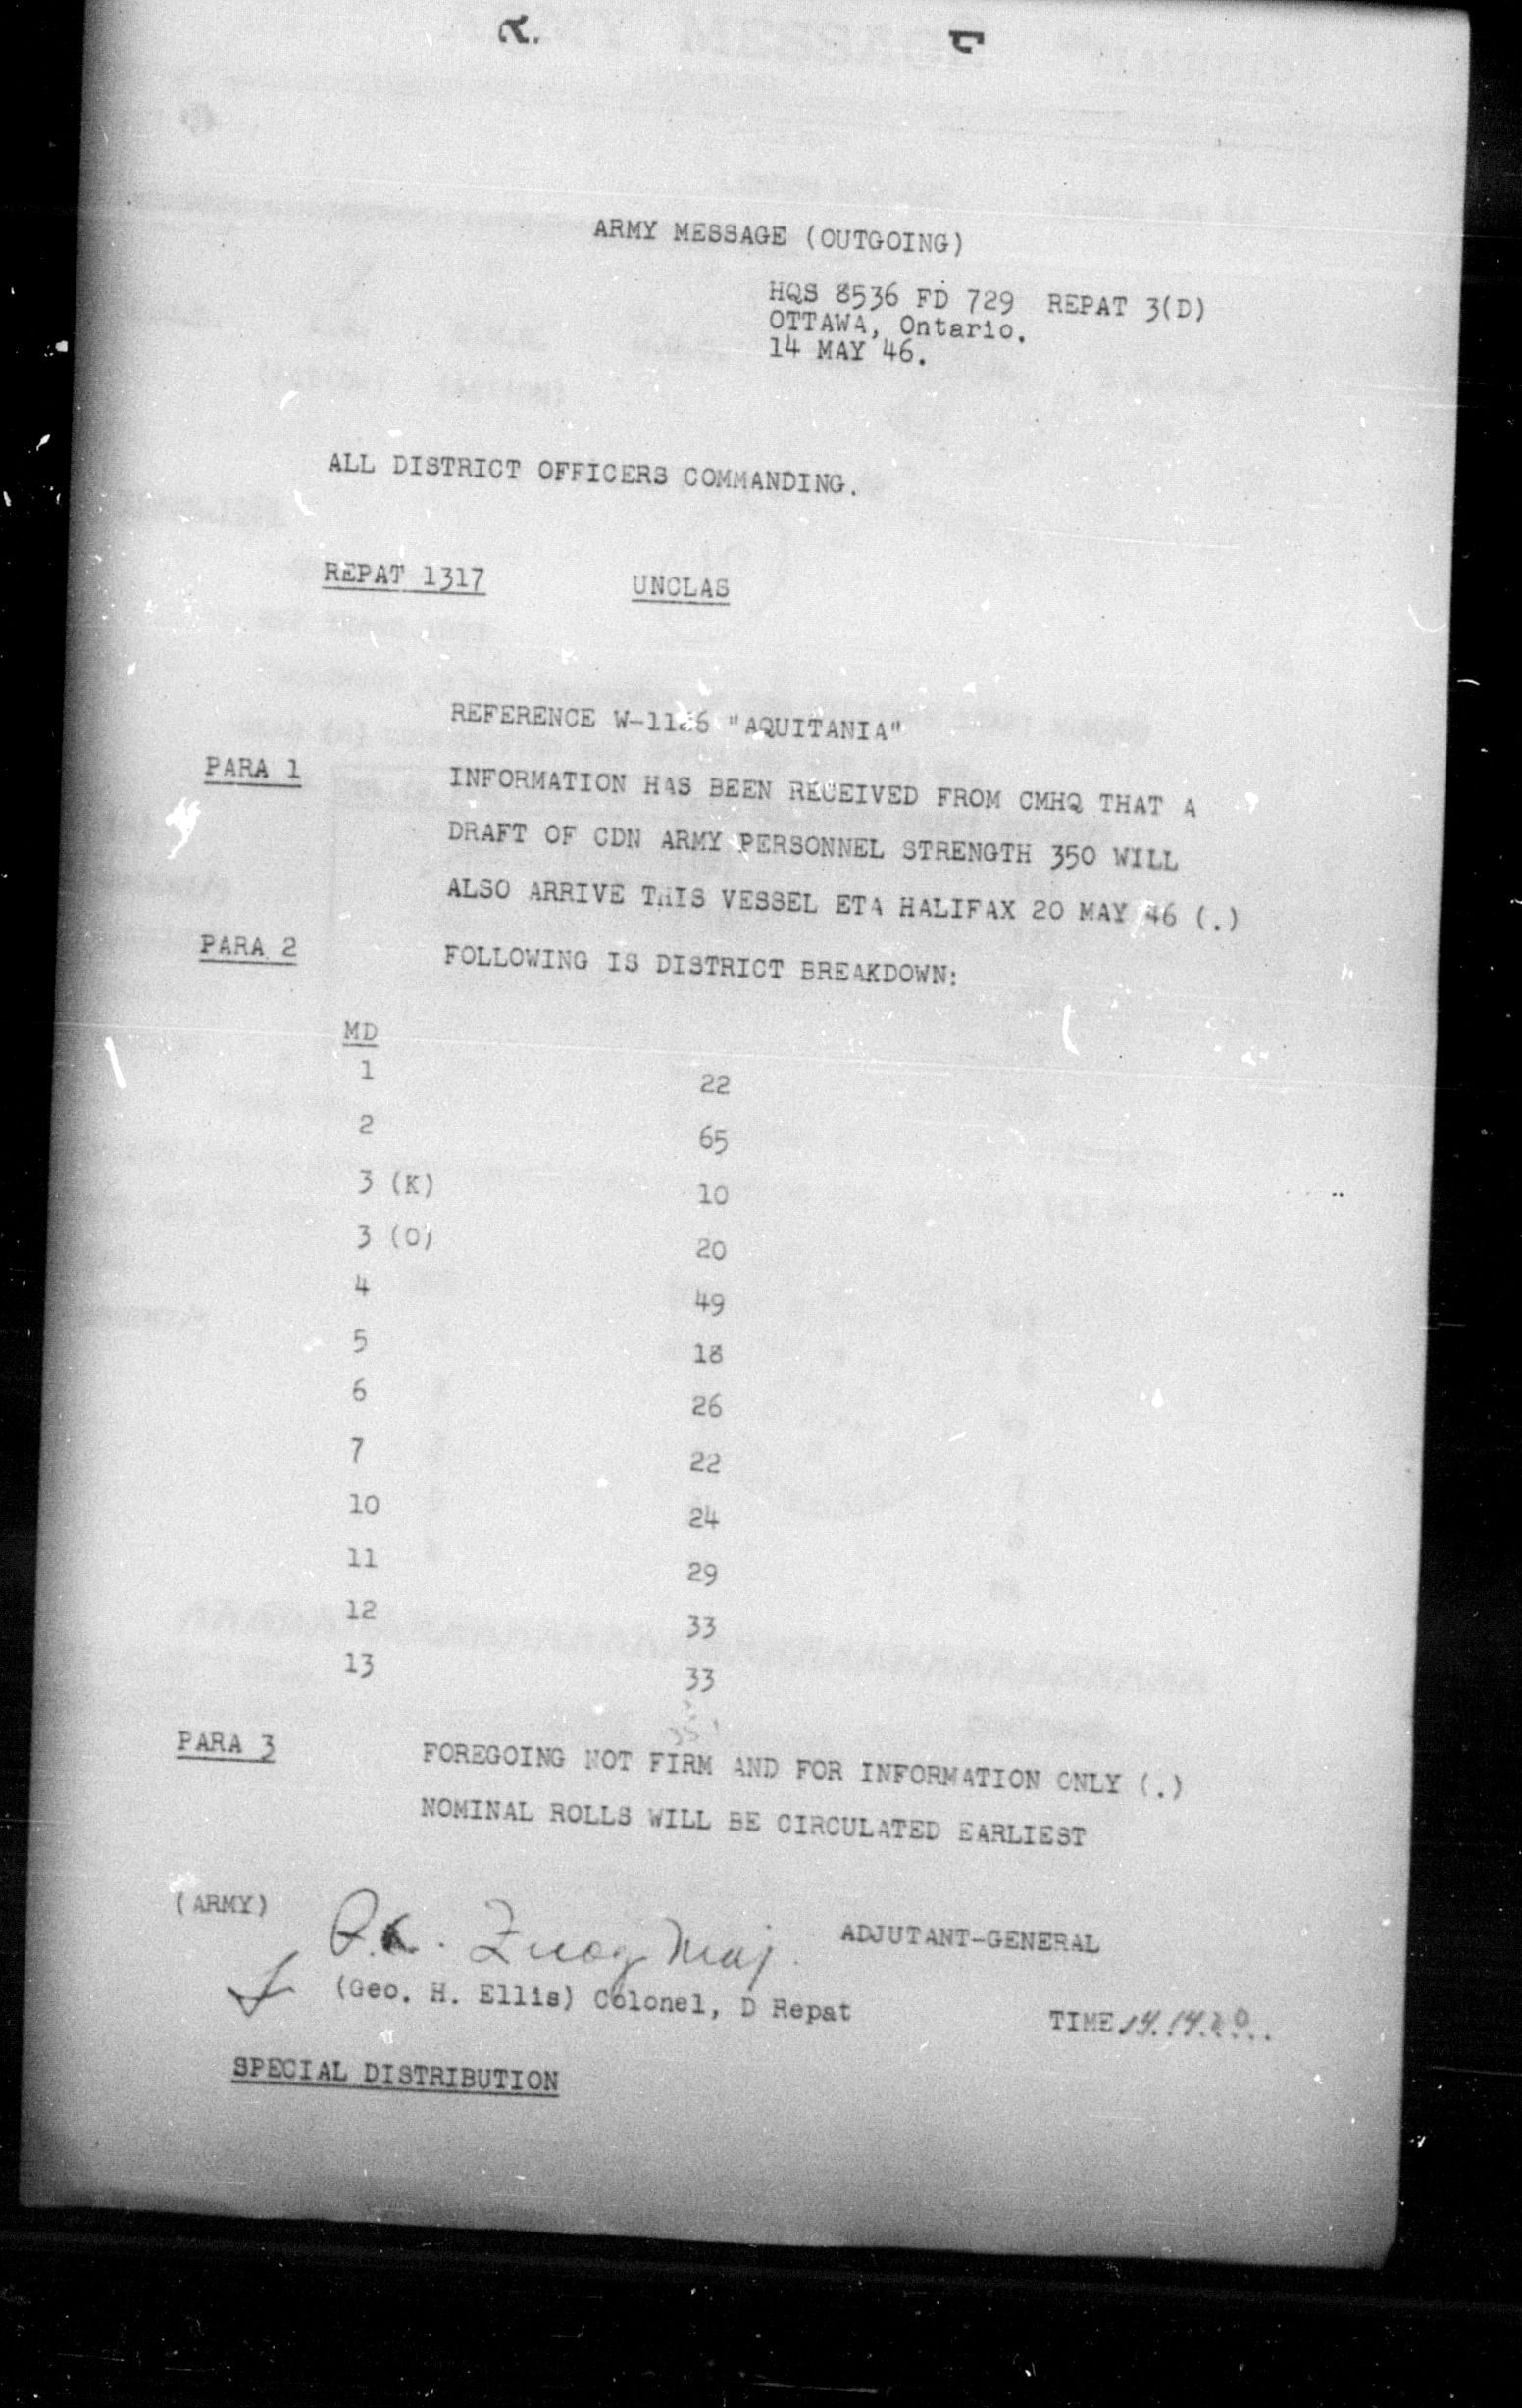 ARMY MESSAGE (OUTGOING)
HQS 8536 FD 729 REPAT 3(D)
OTTAWA, Ontario.
14 MAY 46.
ALL DISTRICT OFFICERS COMMANDING.
REPAT 1317 UNCLAS
REFERENCE "AQUITANIA"
PARA 1 INFORMATION HAS BEEN RECEIVED FROM CMHQ THAT A
DRAFT OF CDN ARMY PERSONNEL STRENGTH 350 WILL
ALSO ARRIVE THIS VESSEL ETA HALIFAX 20 MAY 46 (.)
PARA 2 FOLLOWING IS DISTRICT BREAKDOWN:
MD
1 22
2 65
3 (K) 10
3 (O) 20
4 49
5 18
6 26
7 22
10 24
11 29
12 33
13 33
PARA 3 FOREGOING NOT FIRM AND FOR INFORMATION ONLY (.)
NOMINAL ROLLS WILL BE CIRCULATED EARLIEST
(ARMY) ADJUTANT-GENERAL
(Geo. H. Ellis) Colonel, D Repat
TIME
SPECIAL DISTRIBUTION